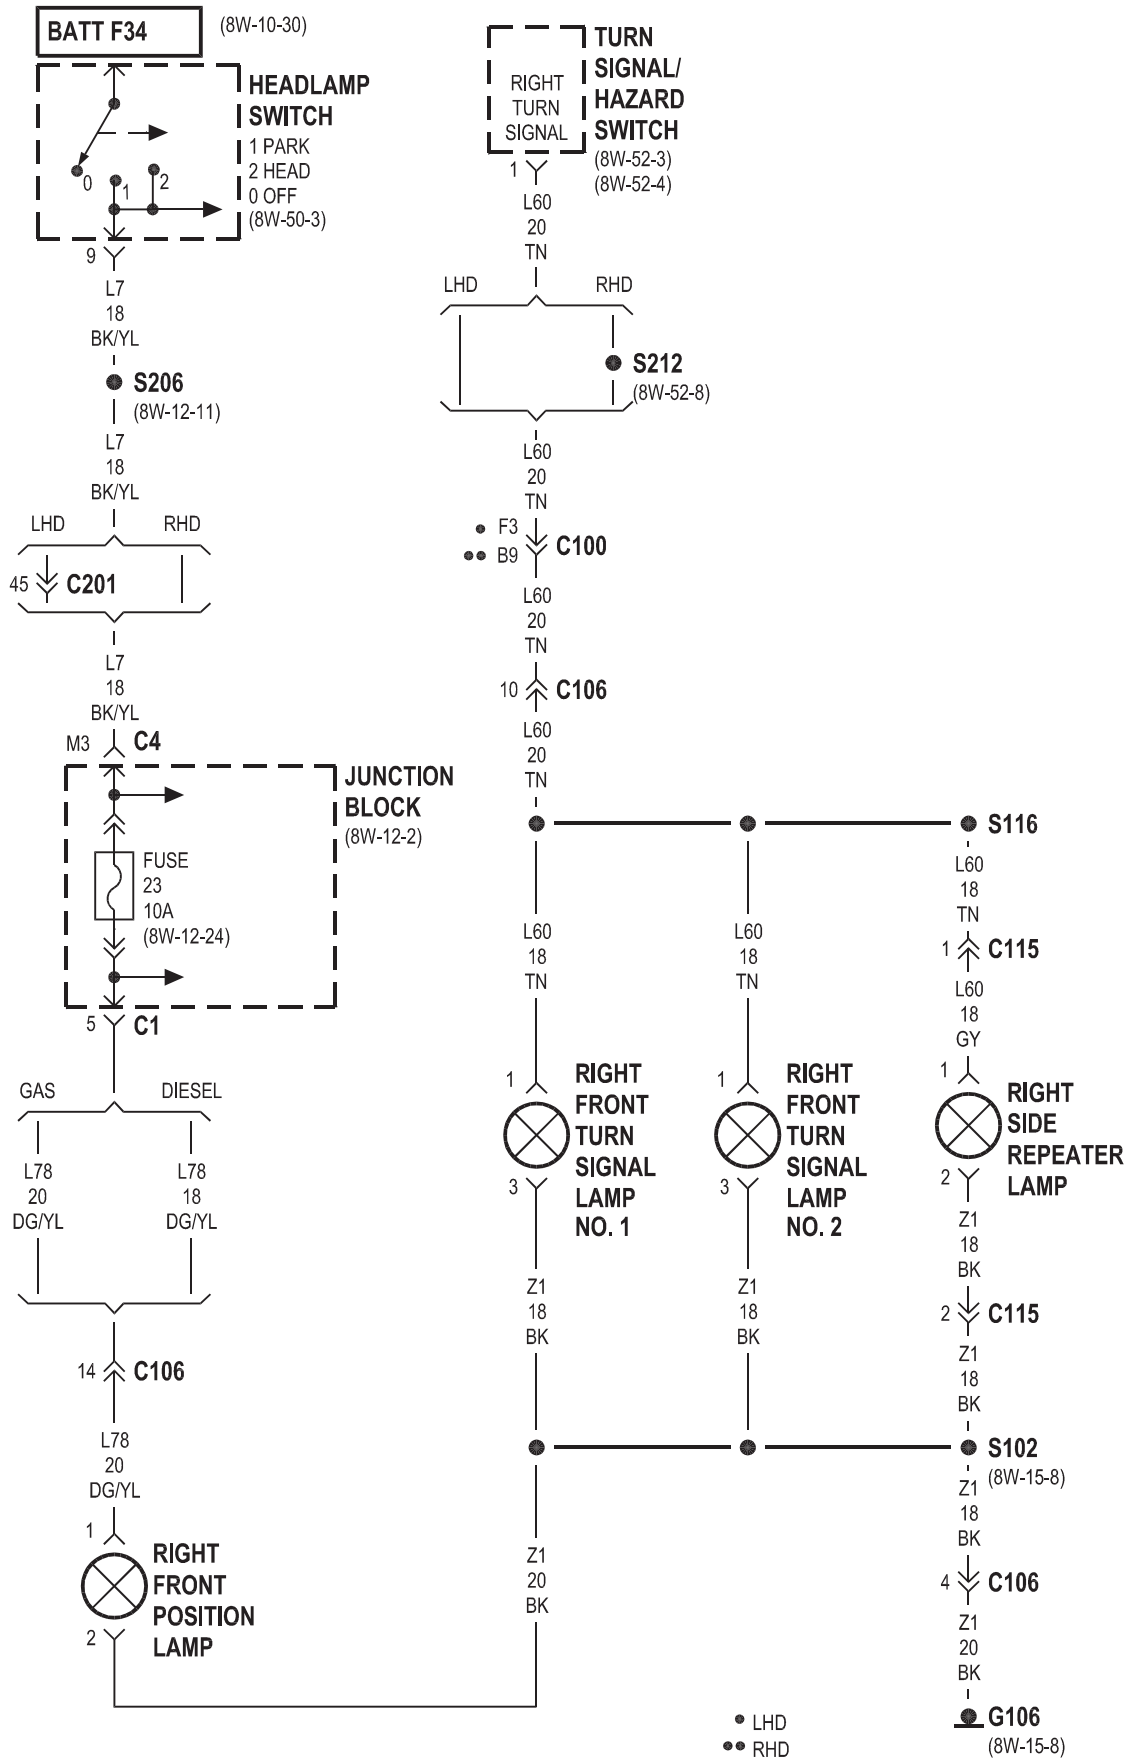 BATT F34
(8W-10-30)
HEADLAMP
SWITCH
1 PARK
2 HEAD
0 OFF
(8W-50-3)
0
1
2
9
L7
18
BK/YL
S206
(8W-12-11)
L7
18
BK/YL
LHD
RHD
45
C201
L7
18
BK/YL
M3
C4
JUNCTION
BLOCK
(8W-12-2)
FUSE
23
10A
(8W-12-24)
5
C1
GAS
DIESEL
L78
20
DG/YL
L78
18
DG/YL
14
C106
L78
20
DG/YL
1
RIGHT
FRONT
POSITION
LAMP
2
RIGHT
TURN
SIGNAL
TURN
SIGNAL/
HAZARD
SWITCH
(8W-52-3)
(8W-52-4)
1
L60
20
TN
LHD
RHD
S212
(8W-52-8)
L60
20
TN
F3
B9
C100
L60
20
TN
10
C106
L60
20
TN
S116
L60
18
TN
1
RIGHT
FRONT
TURN
SIGNAL
LAMP
NO. 1
3
Z1
18
BK
Z1
20
BK
L60
18
TN
1
RIGHT
FRONT
TURN
SIGNAL
LAMP
NO. 2
3
Z1
18
BK
L60
18
TN
1
C115
L60
18
GY
1
RIGHT
SIDE
REPEATER
LAMP
2
Z1
18
BK
2
C115
Z1
18
BK
S102
(8W-15-8)
Z1
18
BK
4
C106
Z1
20
BK
G106
(8W-15-8)
LHD
RHD